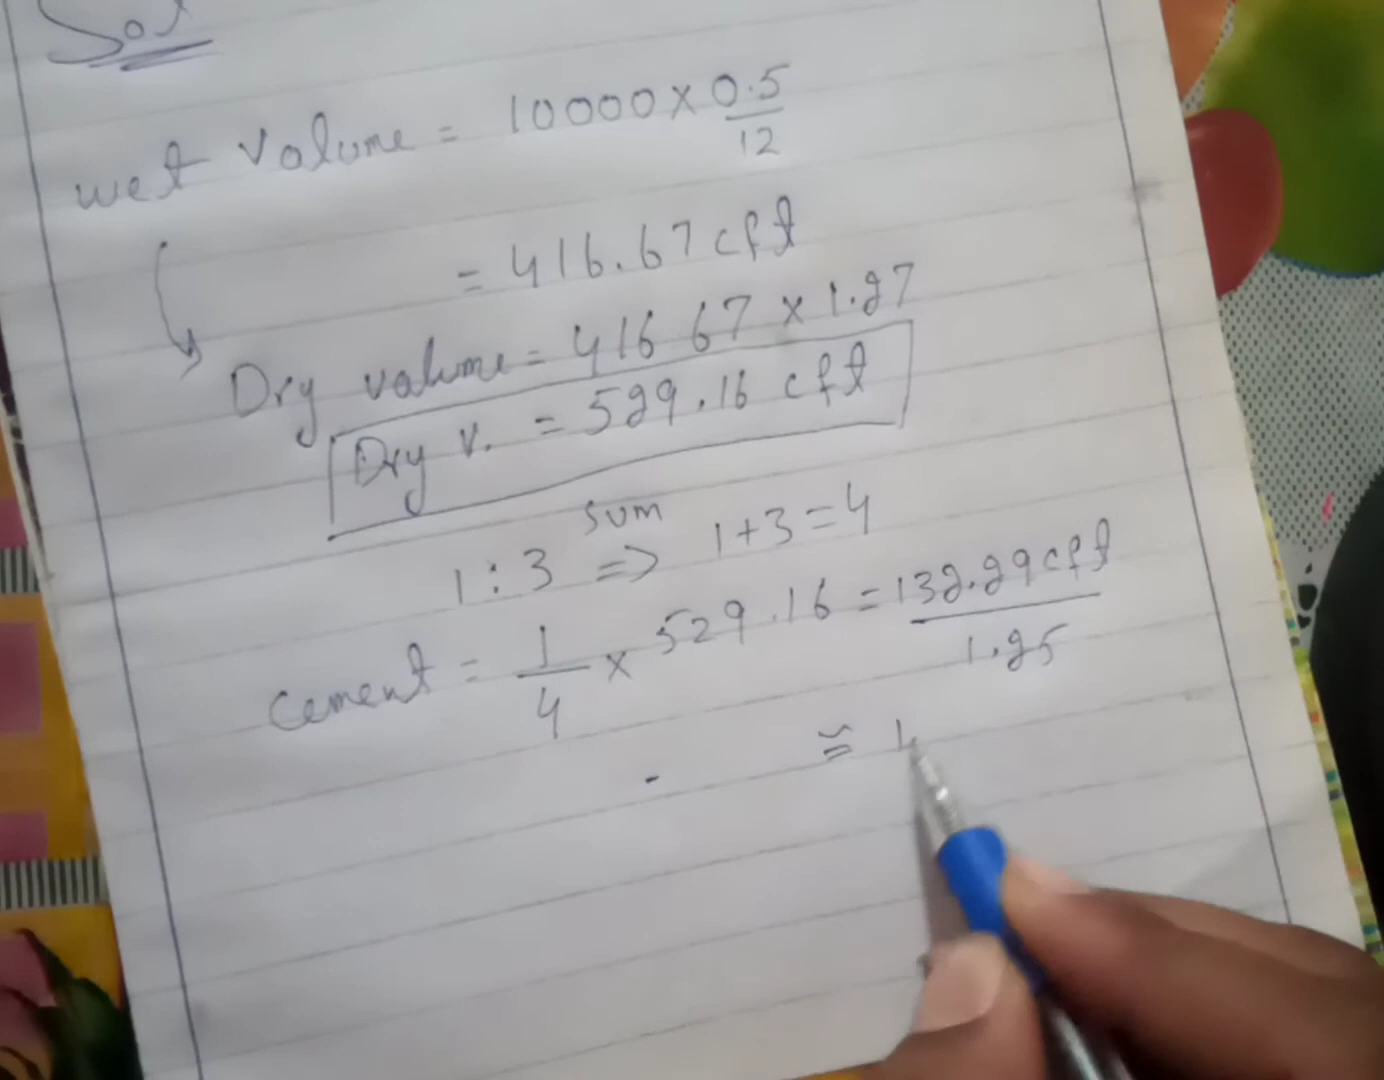 Sol
wet Volume = 10000 x 0.5/12
= 416.67 cft
Dry volume = 416 67 x 1.27
Dry v. = 529.16 cft
1:3 sum => 1+3=4
Cement = 1/4 x 529.16 = 132.29 cft/1.25
≅